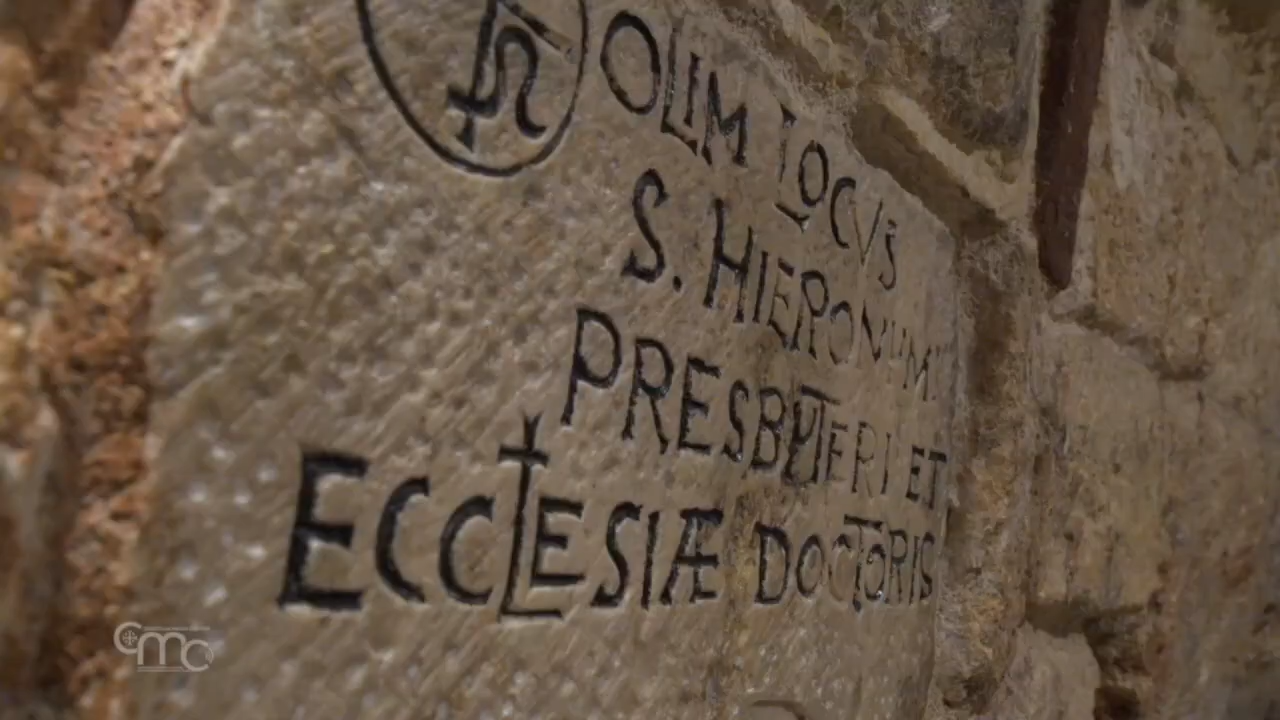 OLIM LOCVS
S. HIERONYMI
PRESBYTERI ET
ECCLESIÆ DOCTORIS
CMC